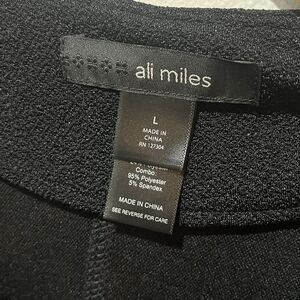 ali miles
L
MADE IN
CHINA
RN 127304
Combo:
95% Polyester
5% Spandex
MADE IN CHINA
SEE REVERSE FOR CARE